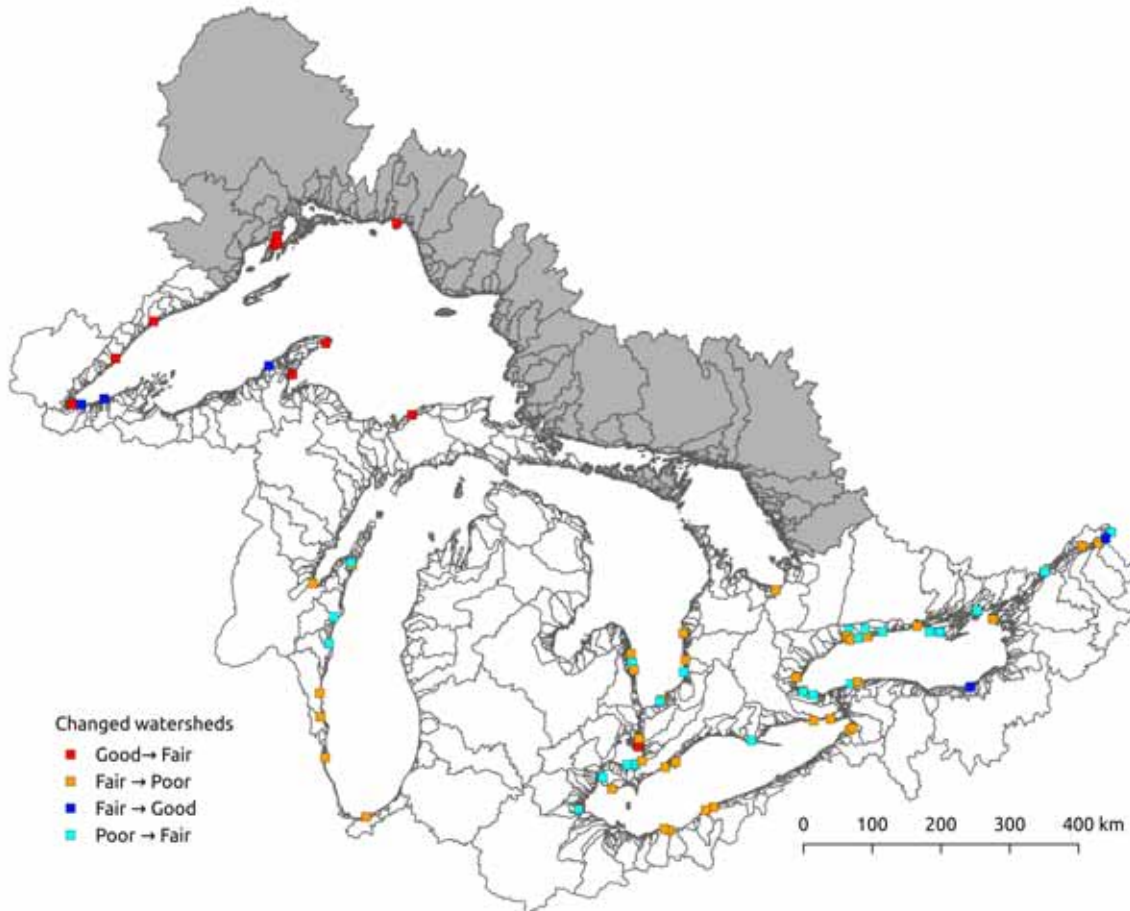 Changed watersheds
Good→ Fair
Fair → Poor
Fair → Good
Poor → Fair
0 100 200 300 400 km